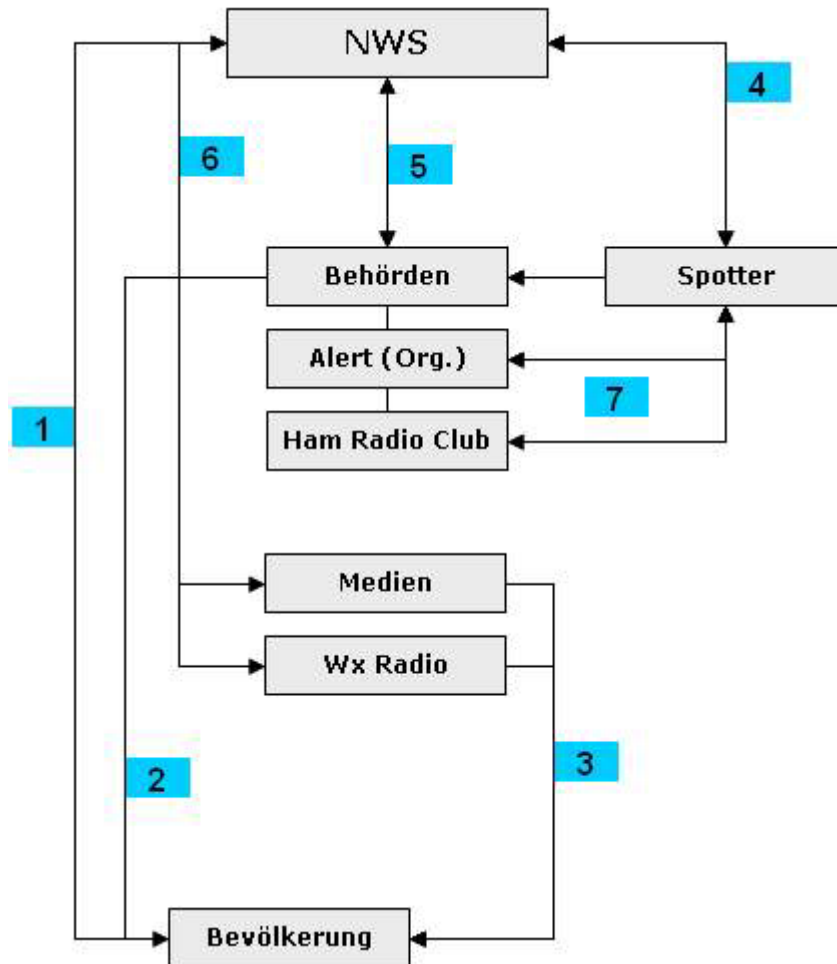 NWS
4
6
5
Behörden
Spotter
Alert (Org.)
7
1
Ham Radio Club
Medien
Wx Radio
3
2
Bevölkerung